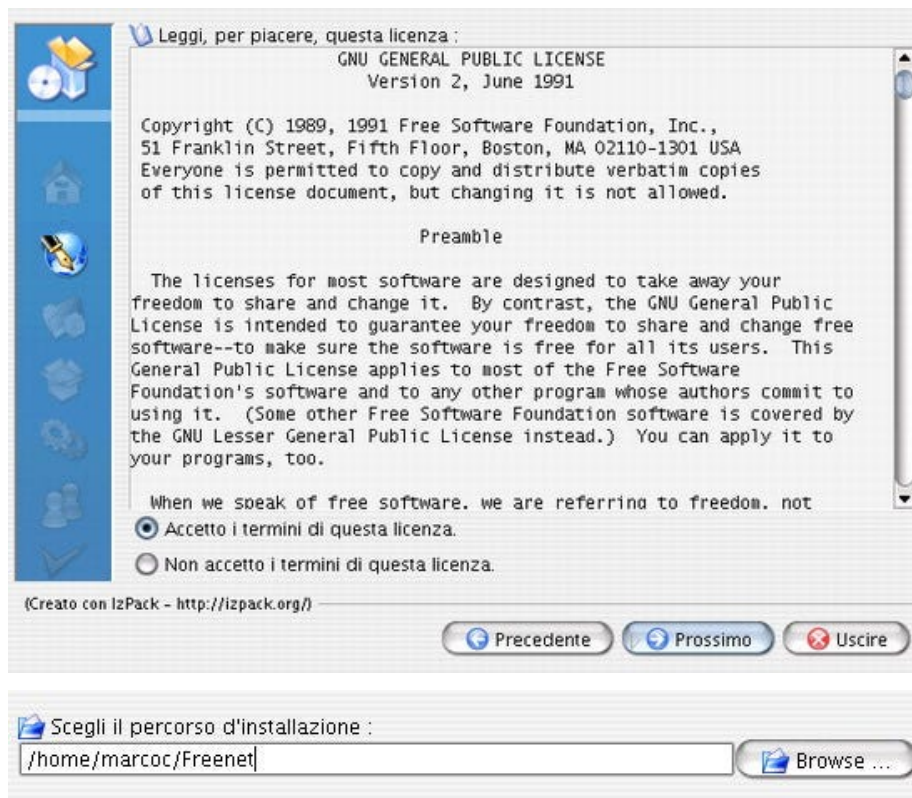 Leggi, per piacere, questa licenza :
GNU GENERAL PUBLIC LICENSE
Version 2, June 1991
Copyright (C) 1989, 1991 Free Software Foundation, Inc.,
51 Franklin Street, Fifth Floor, Boston, MA 02110-1301 USA
Everyone is permitted to copy and distribute verbatim copies
of this license document, but changing it is not allowed.
Preamble
The licenses for most software are designed to take away your
freedom to share and change it. By contrast, the GNU General Public
License is intended to guarantee your freedom to share and change free
software--to make sure the software is free for all its users. This
General Public License applies to most of the Free Software
Foundation's software and to any other program whose authors commit to
using it. (Some other Free Software Foundation software is covered by
the GNU Lesser General Public License instead.) You can apply it to
your programs, too.
When we speak of free software, we are referring to freedom, not
Accetto i termini di questa licenza.
Non accetto i termini di questa licenza.
(Creato con IzPack - http://izpack.org/)
Precedente Prossimo Uscire
Scegli il percorso d'installazione :
/home/marcoc/Freenet Browse ...